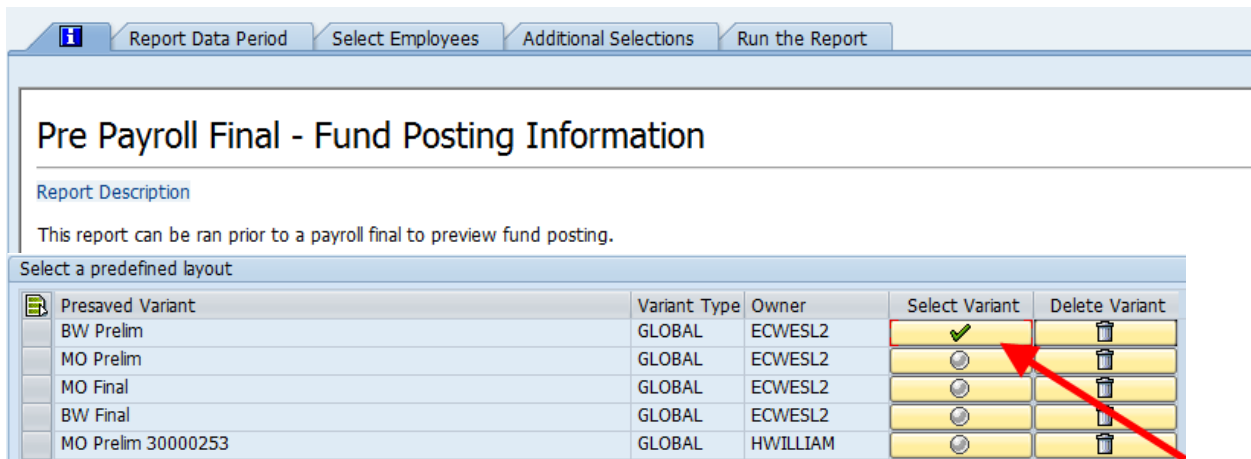 i Report Data Period Select Employees Additional Selections Run the Report
Pre Payroll Final - Fund Posting Information
Report Description
This report can be ran prior to a payroll final to preview fund posting.
Select a predefined layout
Presaved Variant Variant Type Owner Select Variant Delete Variant
BW Prelim GLOBAL ECWESL2
MO Prelim GLOBAL ECWESL2
MO Final GLOBAL ECWESL2
BW Final GLOBAL ECWESL2
MO Prelim 30000253 GLOBAL HWILLIAM